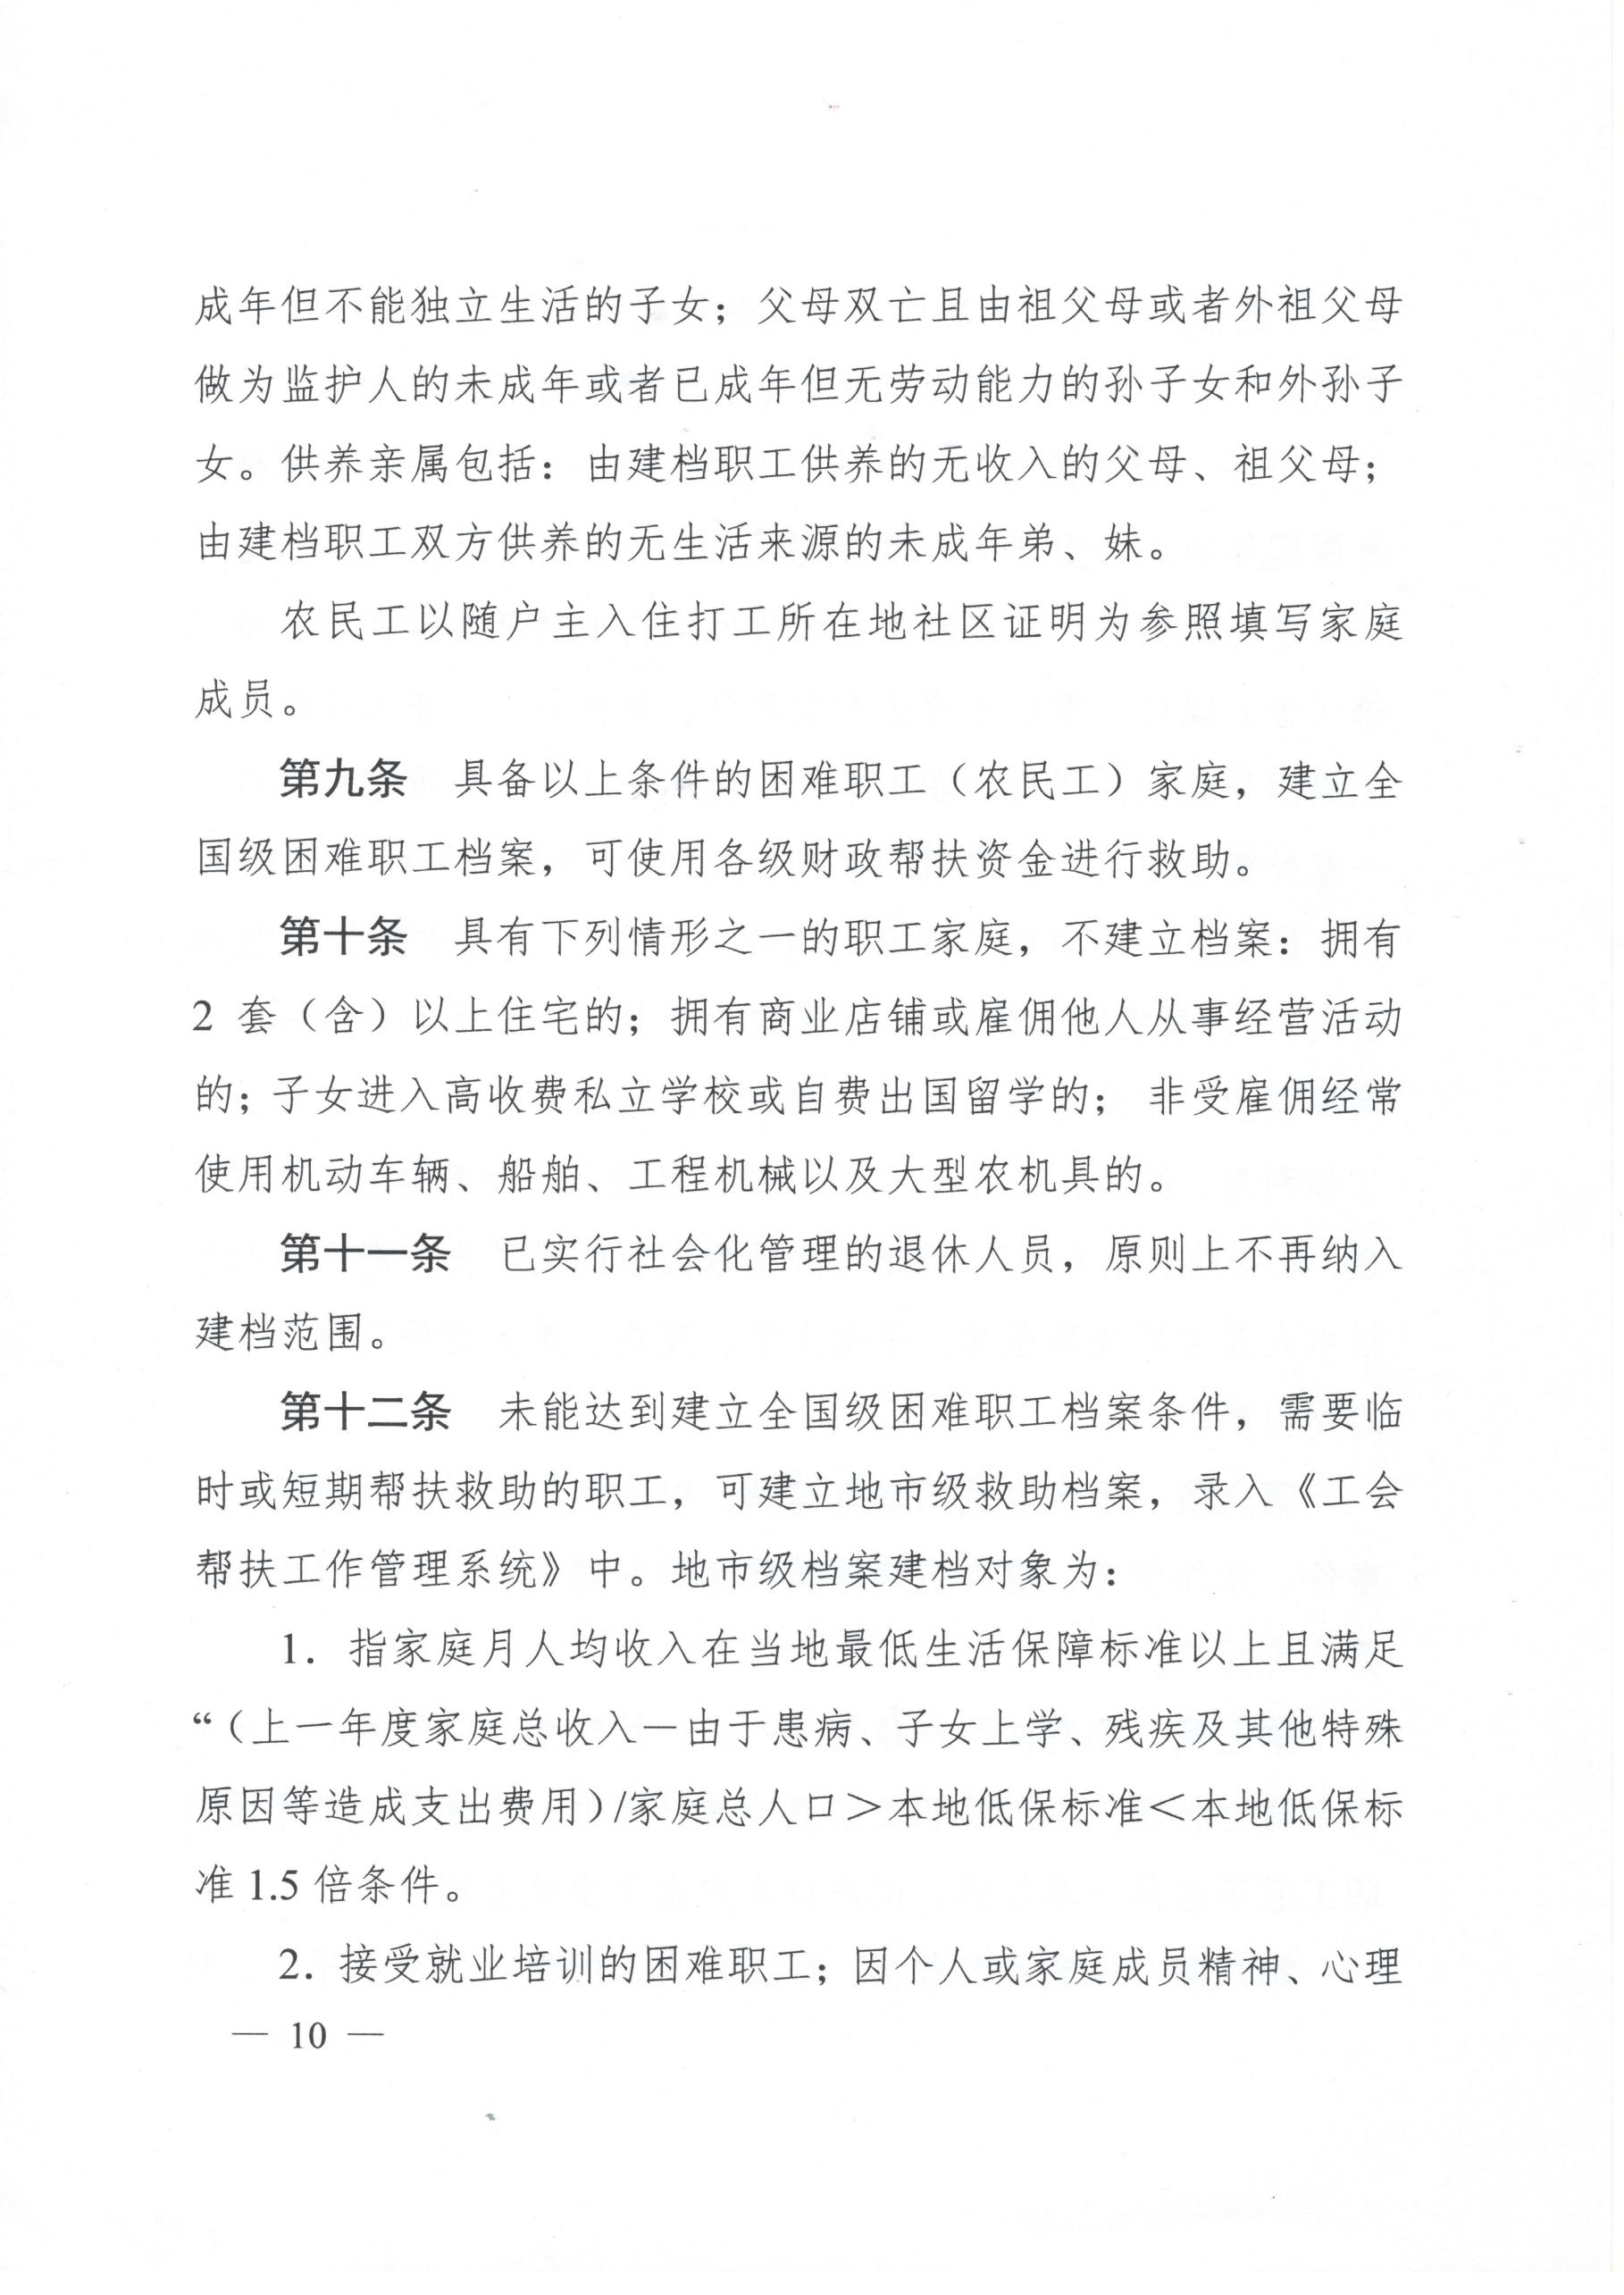 成年但不能独立生活的子女；父母双亡且由祖父母或者外祖父母
做为监护人的未成年或者已成年但无劳动能力的孙子女和外孙子
女。供养亲属包括：由建档职工供养的无收入的父母、祖父母；
由建档职工双方供养的无生活来源的未成年弟、妹。
农民工以随户主入住打工所在地社区证明为参照填写家庭
成员。
第九条　具备以上条件的困难职工（农民工）家庭，建立全
国级困难职工档案，可使用各级财政帮扶资金进行救助。
第十条　具有下列情形之一的职工家庭，不建立档案：拥有
2 套（含）以上住宅的；拥有商业店铺或雇佣他人从事经营活动
的；子女进入高收费私立学校或自费出国留学的； 非受雇佣经常
使用机动车辆、船舶、工程机械以及大型农机具的。
第十一条　已实行社会化管理的退休人员，原则上不再纳入
建档范围。
第十二条　未能达到建立全国级困难职工档案条件，需要临
时或短期帮扶救助的职工，可建立地市级救助档案，录入《工会
帮扶工作管理系统》中。地市级档案建档对象为：
1. 指家庭月人均收入在当地最低生活保障标准以上且满足
“（上一年度家庭总收入－由于患病、子女上学、残疾及其他特殊
原因等造成支出费用）/家庭总人口＞本地低保标准＜本地低保标
准 1.5 倍条件。
2. 接受就业培训的困难职工；因个人或家庭成员精神、心理
— 10 —